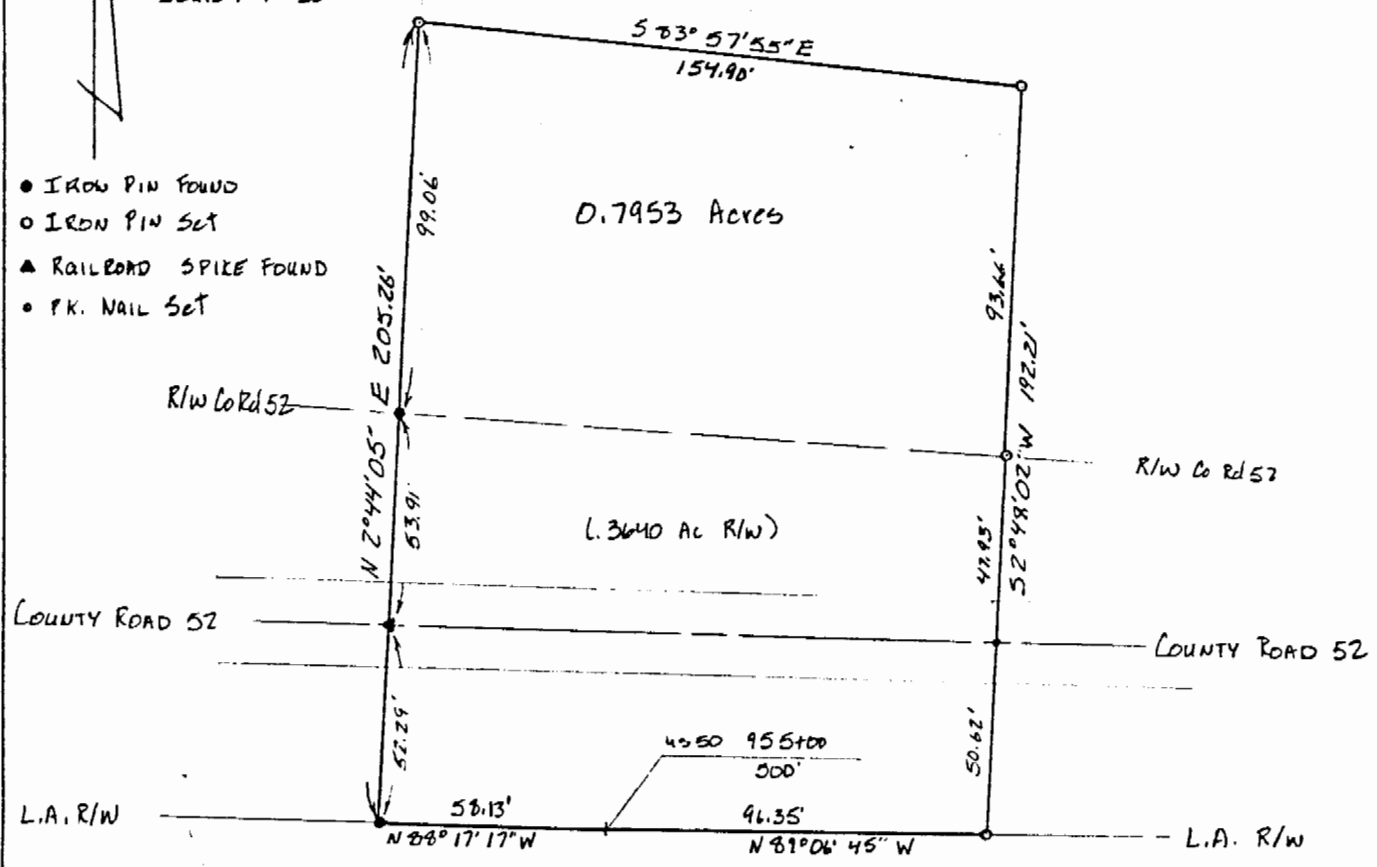 S 83° 57' 55" E
154.90'
● IRON PIN FOUND
○ IRON PIN Set
▲ RAILROAD SPIKE FOUND
• P.K. NAIL Set
99.06'
0.7953 Acres
N 2° 44' 05" E 205.26'
93.66'
S 2° 48' 02" W 192.21'
R/W Co Rd 52
R/W Co Rd 52
53.91'
(.3640 Ac R/W)
47.93'
COUNTY ROAD 52
COUNTY ROAD 52
52.29'
50.62'
US50 955+00
500'
L.A. R/W
58.13'
96.35'
N 88° 17' 17" W
N 89° 06' 45" W
L.A. R/W